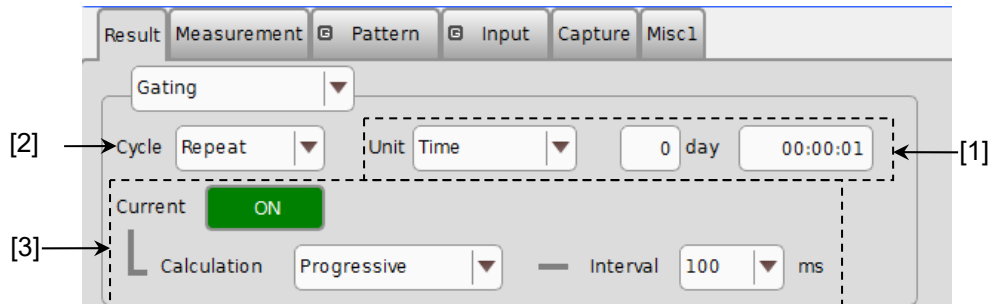 Result Measurement G Pattern G Input Capture Misc1
Gating
[2] Cycle Repeat Unit Time 0 day 00:00:01 [1]
Current ON
[3] Calculation Progressive Interval 100 ms